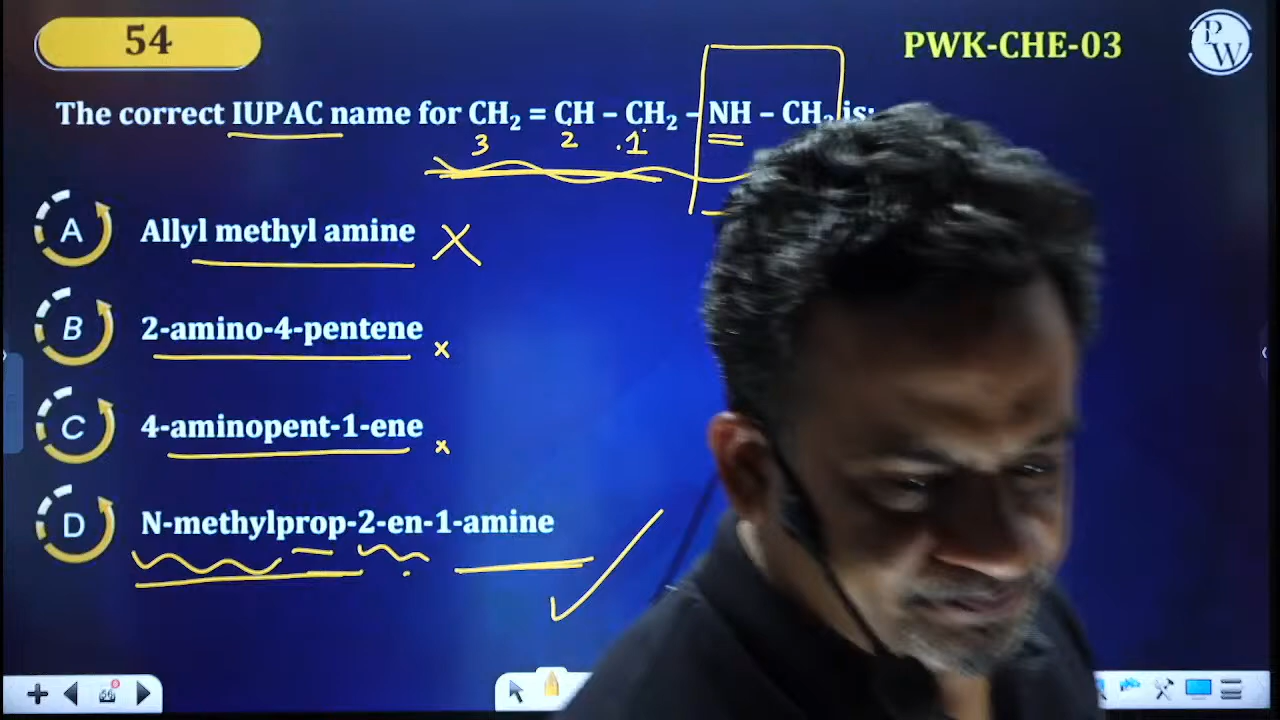 54
PWK-CHE-03
P
W
The correct IUPAC name for CH₂ = CH – CH₂ – NH – CH₃ is:
3 2 .1
A Allyl methyl amine ×
B 2-amino-4-pentene ×
C 4-aminopent-1-ene ×
D N-methylprop-2-en-1-amine ✓